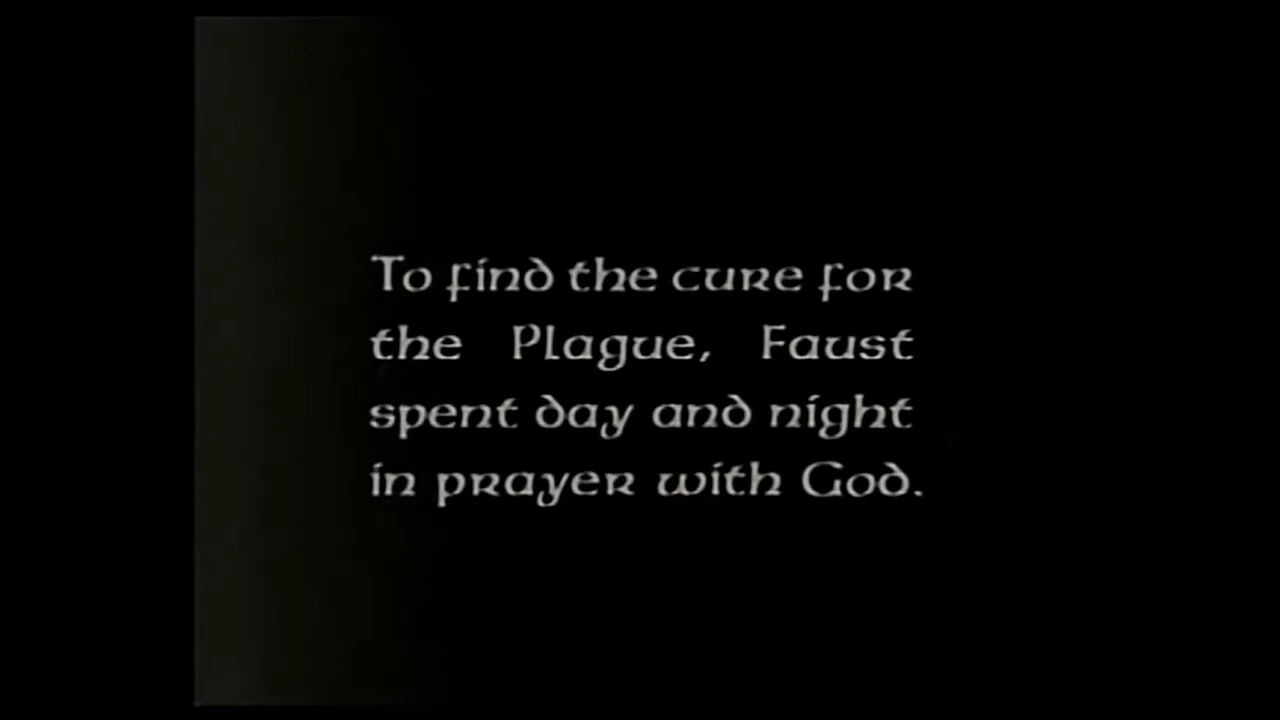 To find the cure for
the Plague, Faust
spent day and night
in prayer with God.